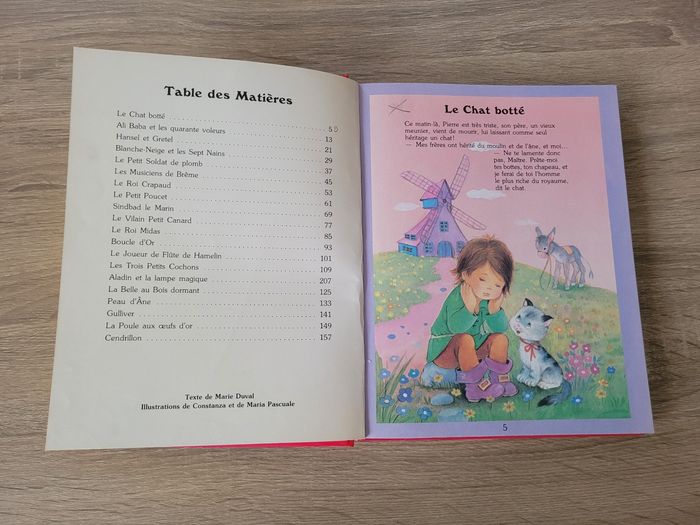 Table des Matières
Le Chat botté 5
Ali Baba et les quarante voleurs 13
Hansel et Gretel 21
Blanche-Neige et les Sept Nains 29
Le Petit Soldat de plomb 37
Les Musiciens de Brême 45
Le Roi Crapaud 53
Le Petit Poucet 61
Sindbad le Marin 69
Le Vilain Petit Canard 77
Le Roi Midas 85
Boucle d'Or 93
Le Joueur de Flûte de Hamelin 101
Les Trois Petits Cochons 109
Aladin et la lampe magique 207
La Belle au Bois dormant 125
Peau d'Âne 133
Gulliver 141
La Poule aux œufs d'or 149
Cendrillon 157
Texte de Marie Duval
Illustrations de Constanza et de Maria Pascuale
Le Chat botté
Ce matin-là, Pierre est très triste, son père, un vieux
meunier, vient de mourir, lui laissant comme seul
héritage un chat!
— Mes frères ont hérité du moulin et de l'âne, et moi...
— Ne te lamente donc
pas, Maître. Prête-moi
tes bottes, ton chapeau, et
je ferai de toi l'homme
le plus riche du royaume,
dit le chat.
5